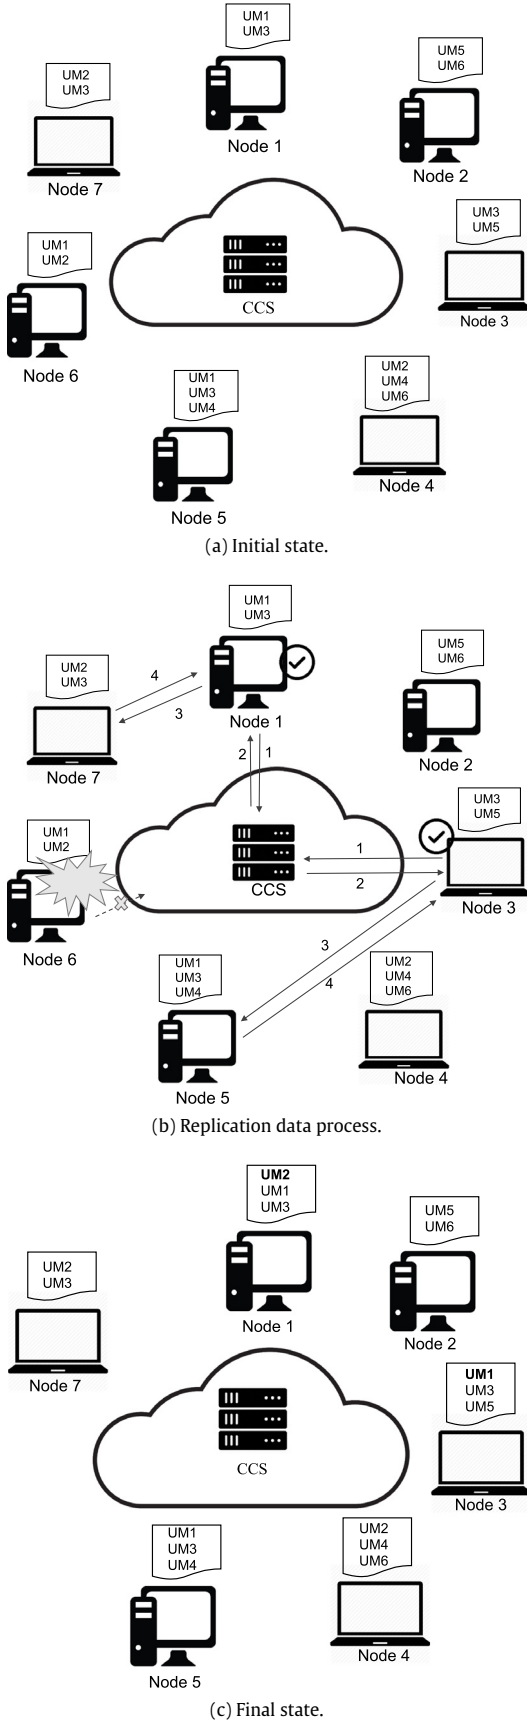 UM1
UM3
Node 1
UM5
UM6
Node 2
UM2
UM3
Node 7
UM3
UM5
Node 3
UM1
UM2
Node 6
CCS
UM2
UM4
UM6
Node 4
UM1
UM3
UM4
Node 5
(a) Initial state.
UM1
UM3
Node 1
UM5
UM6
Node 2
UM2
UM3
Node 7
4
3
2
1
UM3
UM5
Node 3
UM1
UM2
Node 6
CCS
1
2
3
4
UM1
UM3
UM4
Node 5
UM2
UM4
UM6
Node 4
(b) Replication data process.
UM2
UM1
UM3
Node 1
UM5
UM6
Node 2
UM2
UM3
Node 7
UM1
UM3
UM5
Node 3
CCS
UM1
UM3
UM4
Node 5
UM2
UM4
UM6
Node 4
(c) Final state.